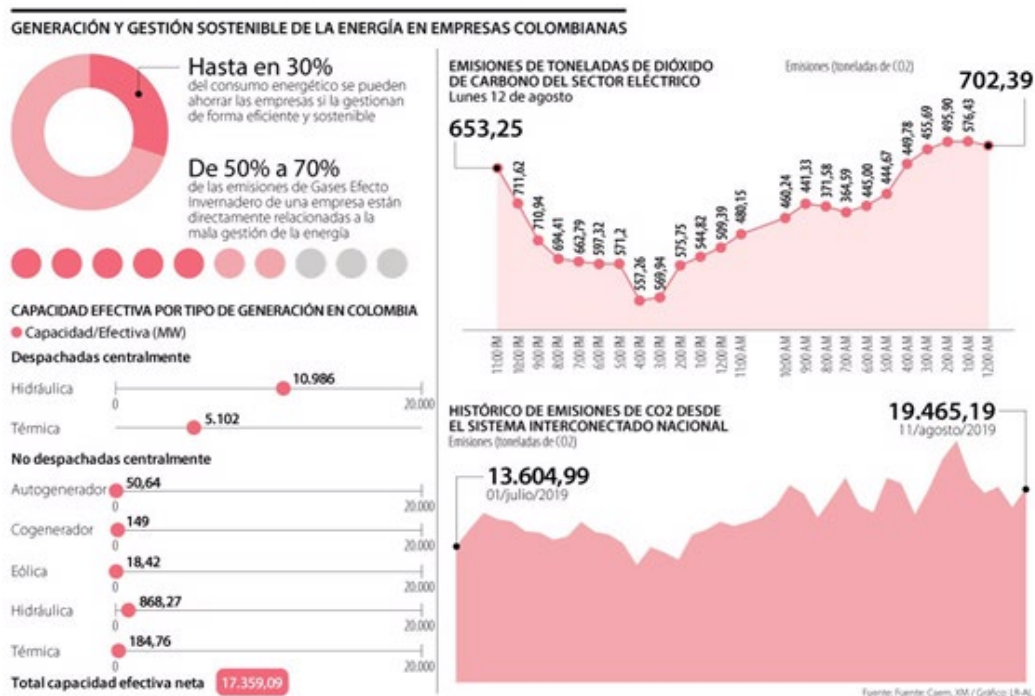 GENERACIÓN Y GESTIÓN SOSTENIBLE DE LA ENERGÍA EN EMPRESAS COLOMBIANAS
Hasta en 30%
del consumo energético se pueden
ahorrar las empresas si la gestionan
de forma eficiente y sostenible
De 50% a 70%
de las emisiones de Gases Efecto
Invernadero de una empresa están
directamente relacionadas a la
mala gestión de la energía
CAPACIDAD EFECTIVA POR TIPO DE GENERACIÓN EN COLOMBIA
Capacidad/Efectiva (MW)
Despachadas centralmente
Hidráulica
10.986
0
20.000
Térmica
5.102
No despachadas centralmente
Autogenerador
50,64
0
20.000
Cogenerador
149
0
20.000
Eólica
18,42
0
20.000
Hidráulica
868,27
0
20.000
Térmica
184,76
0
20.000
Total capacidad efectiva neta 17.359,09
EMISIONES DE TONELADAS DE DIÓXIDO
DE CARBONO DEL SECTOR ELÉCTRICO
Lunes 12 de agosto
Emisiones (toneladas de CO2)
653,25
711,62
710,94
694,41
662,79
597,32
571,2
557,26
569,94
575,75
544,82
509,39
480,15
460,24
441,33
371,58
364,59
445,00
444,67
449,78
455,69
495,90
576,43
702,39
11:00 PM
10:00 PM
9:00 PM
8:00 PM
7:00 PM
6:00 PM
5:00 PM
4:00 PM
3:00 PM
2:00 PM
1:00 PM
12:00 PM
11:00 AM
10:00 AM
9:00 AM
8:00 AM
7:00 AM
6:00 AM
5:00 AM
4:00 AM
3:00 AM
2:00 AM
1:00 AM
12:00 AM
HISTÓRICO DE EMISIONES DE CO2 DESDE
EL SISTEMA INTERCONECTADO NACIONAL
Emisiones (toneladas de CO2)
13.604,99
01/julio/2019
19.465,19
11/agosto/2019
Fuente: Fuente: Caem, XM / Gráfico: LR-AL